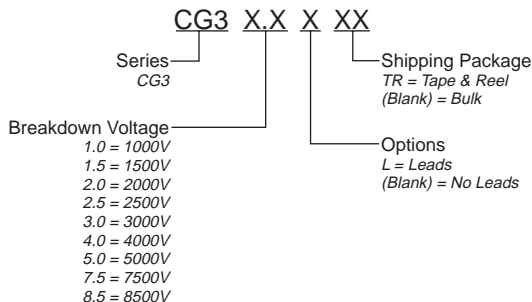 CG3 X.X X XX
Series
CG3
Shipping Package
TR = Tape & Reel
(Blank) = Bulk
Breakdown Voltage
1.0 = 1000V
1.5 = 1500V
2.0 = 2000V
2.5 = 2500V
3.0 = 3000V
4.0 = 4000V
5.0 = 5000V
7.5 = 7500V
8.5 = 8500V
Options
L = Leads
(Blank) = No Leads